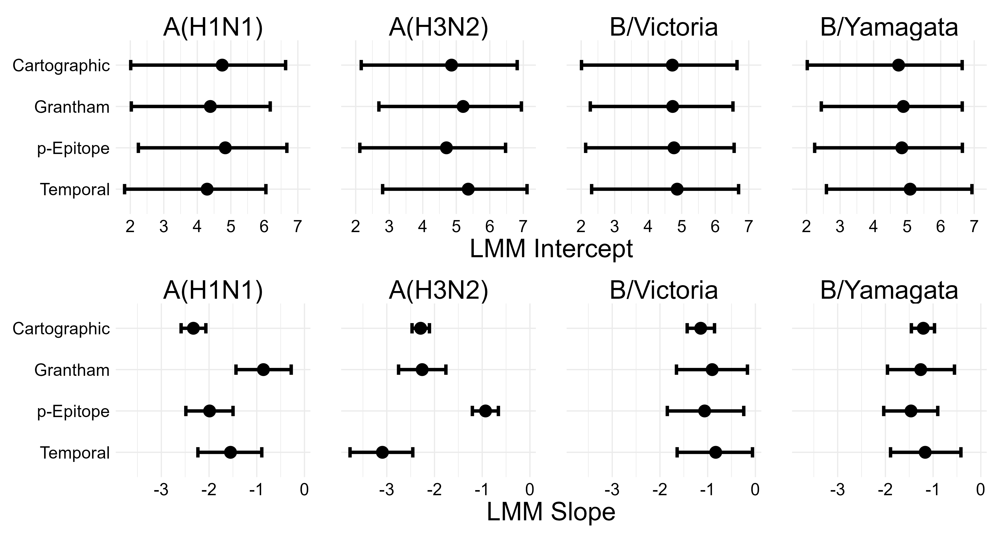 A(H1N1) A(H3N2) B/Victoria B/Yamagata
Cartographic
Grantham
p-Epitope
Temporal
2 3 4 5 6 7 2 3 4 5 6 7 2 3 4 5 6 7 2 3 4 5 6 7
LMM Intercept
A(H1N1) A(H3N2) B/Victoria B/Yamagata
Cartographic
Grantham
p-Epitope
Temporal
-3 -2 -1 0 -3 -2 -1 0 -3 -2 -1 0 -3 -2 -1 0
LMM Slope